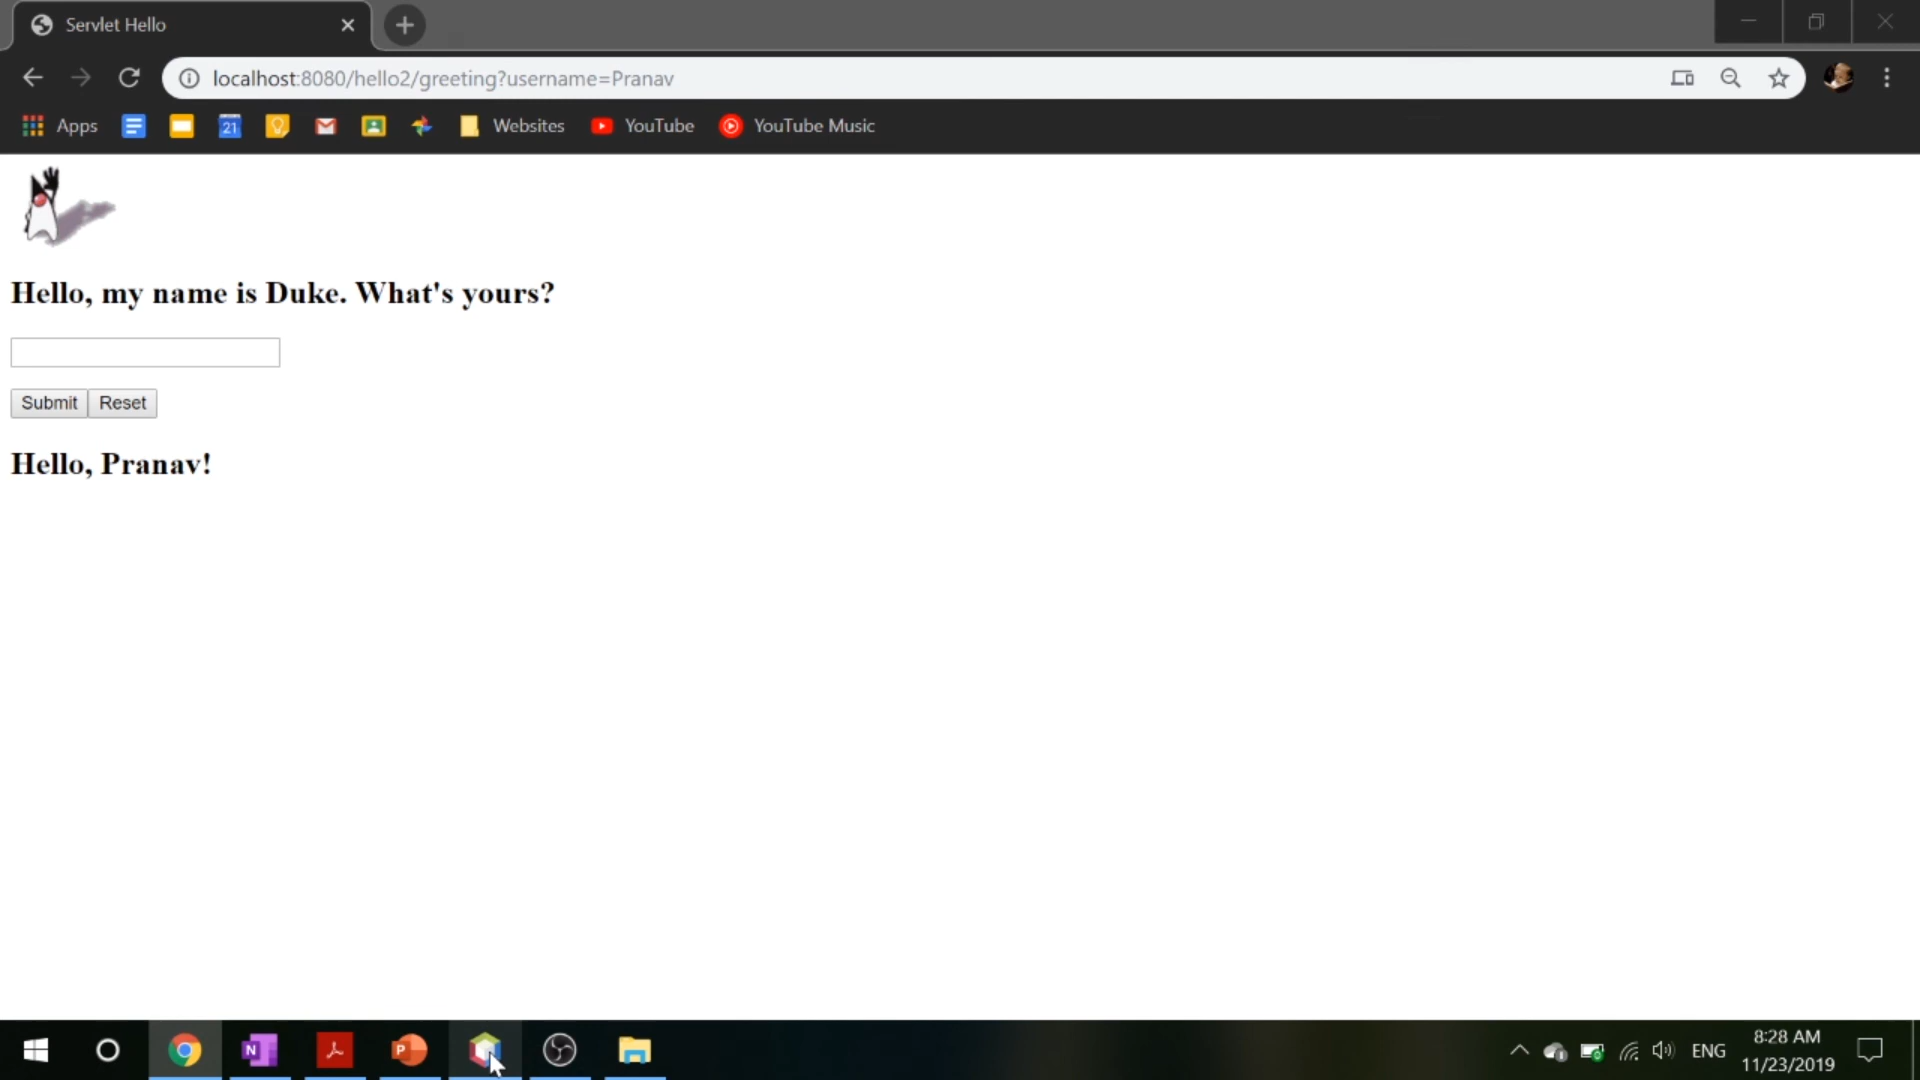 Servlet Hello
localhost:8080/hello2/greeting?username=Pranav
Apps 21 Websites YouTube YouTube Music
Hello, my name is Duke. What's yours?
Submit Reset
Hello, Pranav!
N P ENG 8:28 AM
11/23/2019